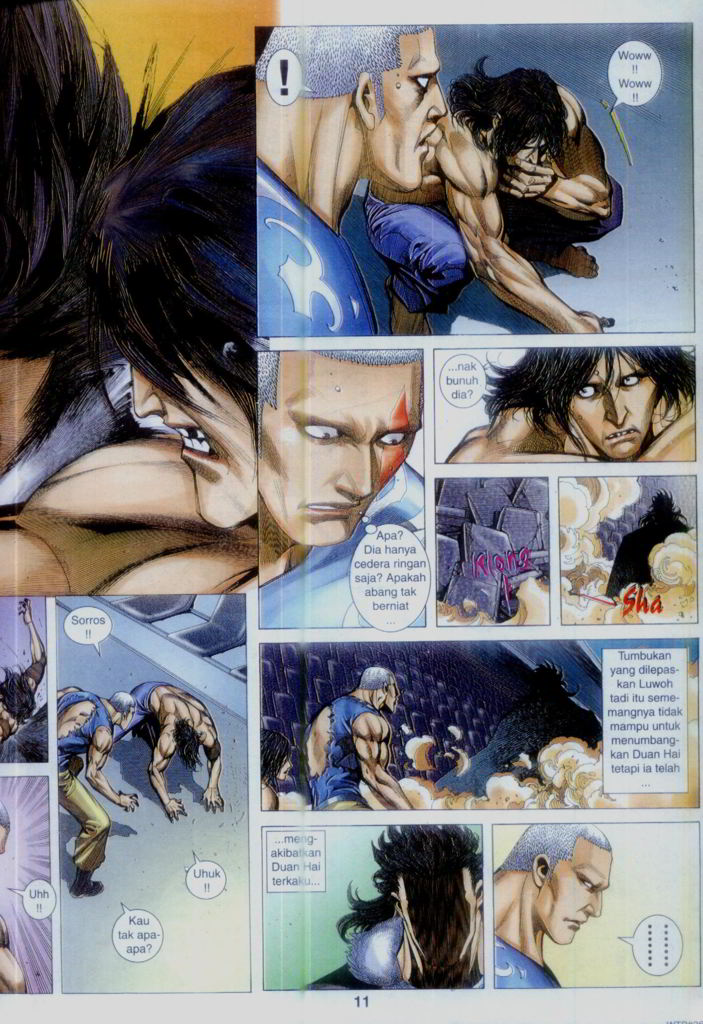 !
Woww
!!
Woww
!!
...nak
bunuh
dia?
Apa?
Dia hanya
cedera ringan
saja? Apakah
abang tak
berniat
...
Klong
!
Sha
Sorros
!!
Uhuk
!!
Kau
tak apa-
apa?
Uhh
!!
Tumbukan
yang dilepas-
kan Luwoh
tadi itu seme-
mangnya tidak
mampu untuk
menumbang-
kan Duan Hai
tetapi ia telah
...
...meng-
akibatkan
Duan Hai
terkaku...
11